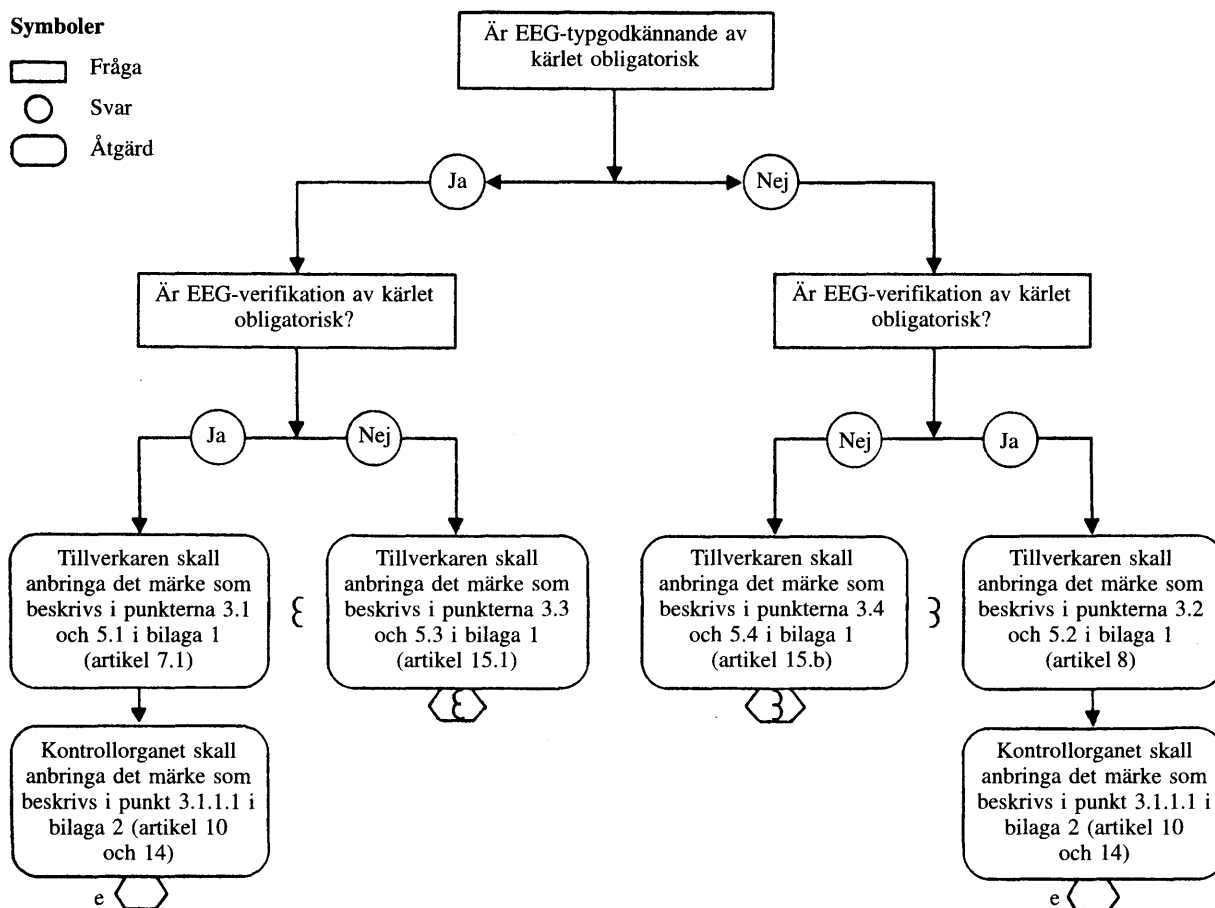 Symboler
Fråga
Svar
Åtgärd
Är EEG-typgodkännande av
kärlet obligatorisk
Ja
Nej
Är EEG-verifikation av kärlet
obligatorisk?
Är EEG-verifikation av kärlet
obligatorisk?
Ja
Nej
Nej
Ja
Tillverkaren skall
anbringa det märke som
beskrivs i punkterna 3.1
och 5.1 i bilaga 1
(artikel 7.1)
Tillverkaren skall
anbringa det märke som
beskrivs i punkterna 3.3
och 5.3 i bilaga 1
(artikel 15.1)
Tillverkaren skall
anbringa det märke som
beskrivs i punkterna 3.4
och 5.4 i bilaga 1
(artikel 15.b)
Tillverkaren skall
anbringa det märke som
beskrivs i punkterna 3.2
och 5.2 i bilaga 1
(artikel 8)
Kontrollorganet skall
anbringa det märke som
beskrivs i punkt 3.1.1.1 i
bilaga 2 (artikel 10
och 14)
e
Kontrollorganet skall
anbringa det märke som
beskrivs i punkt 3.1.1.1 i
bilaga 2 (artikel 10
och 14)
e